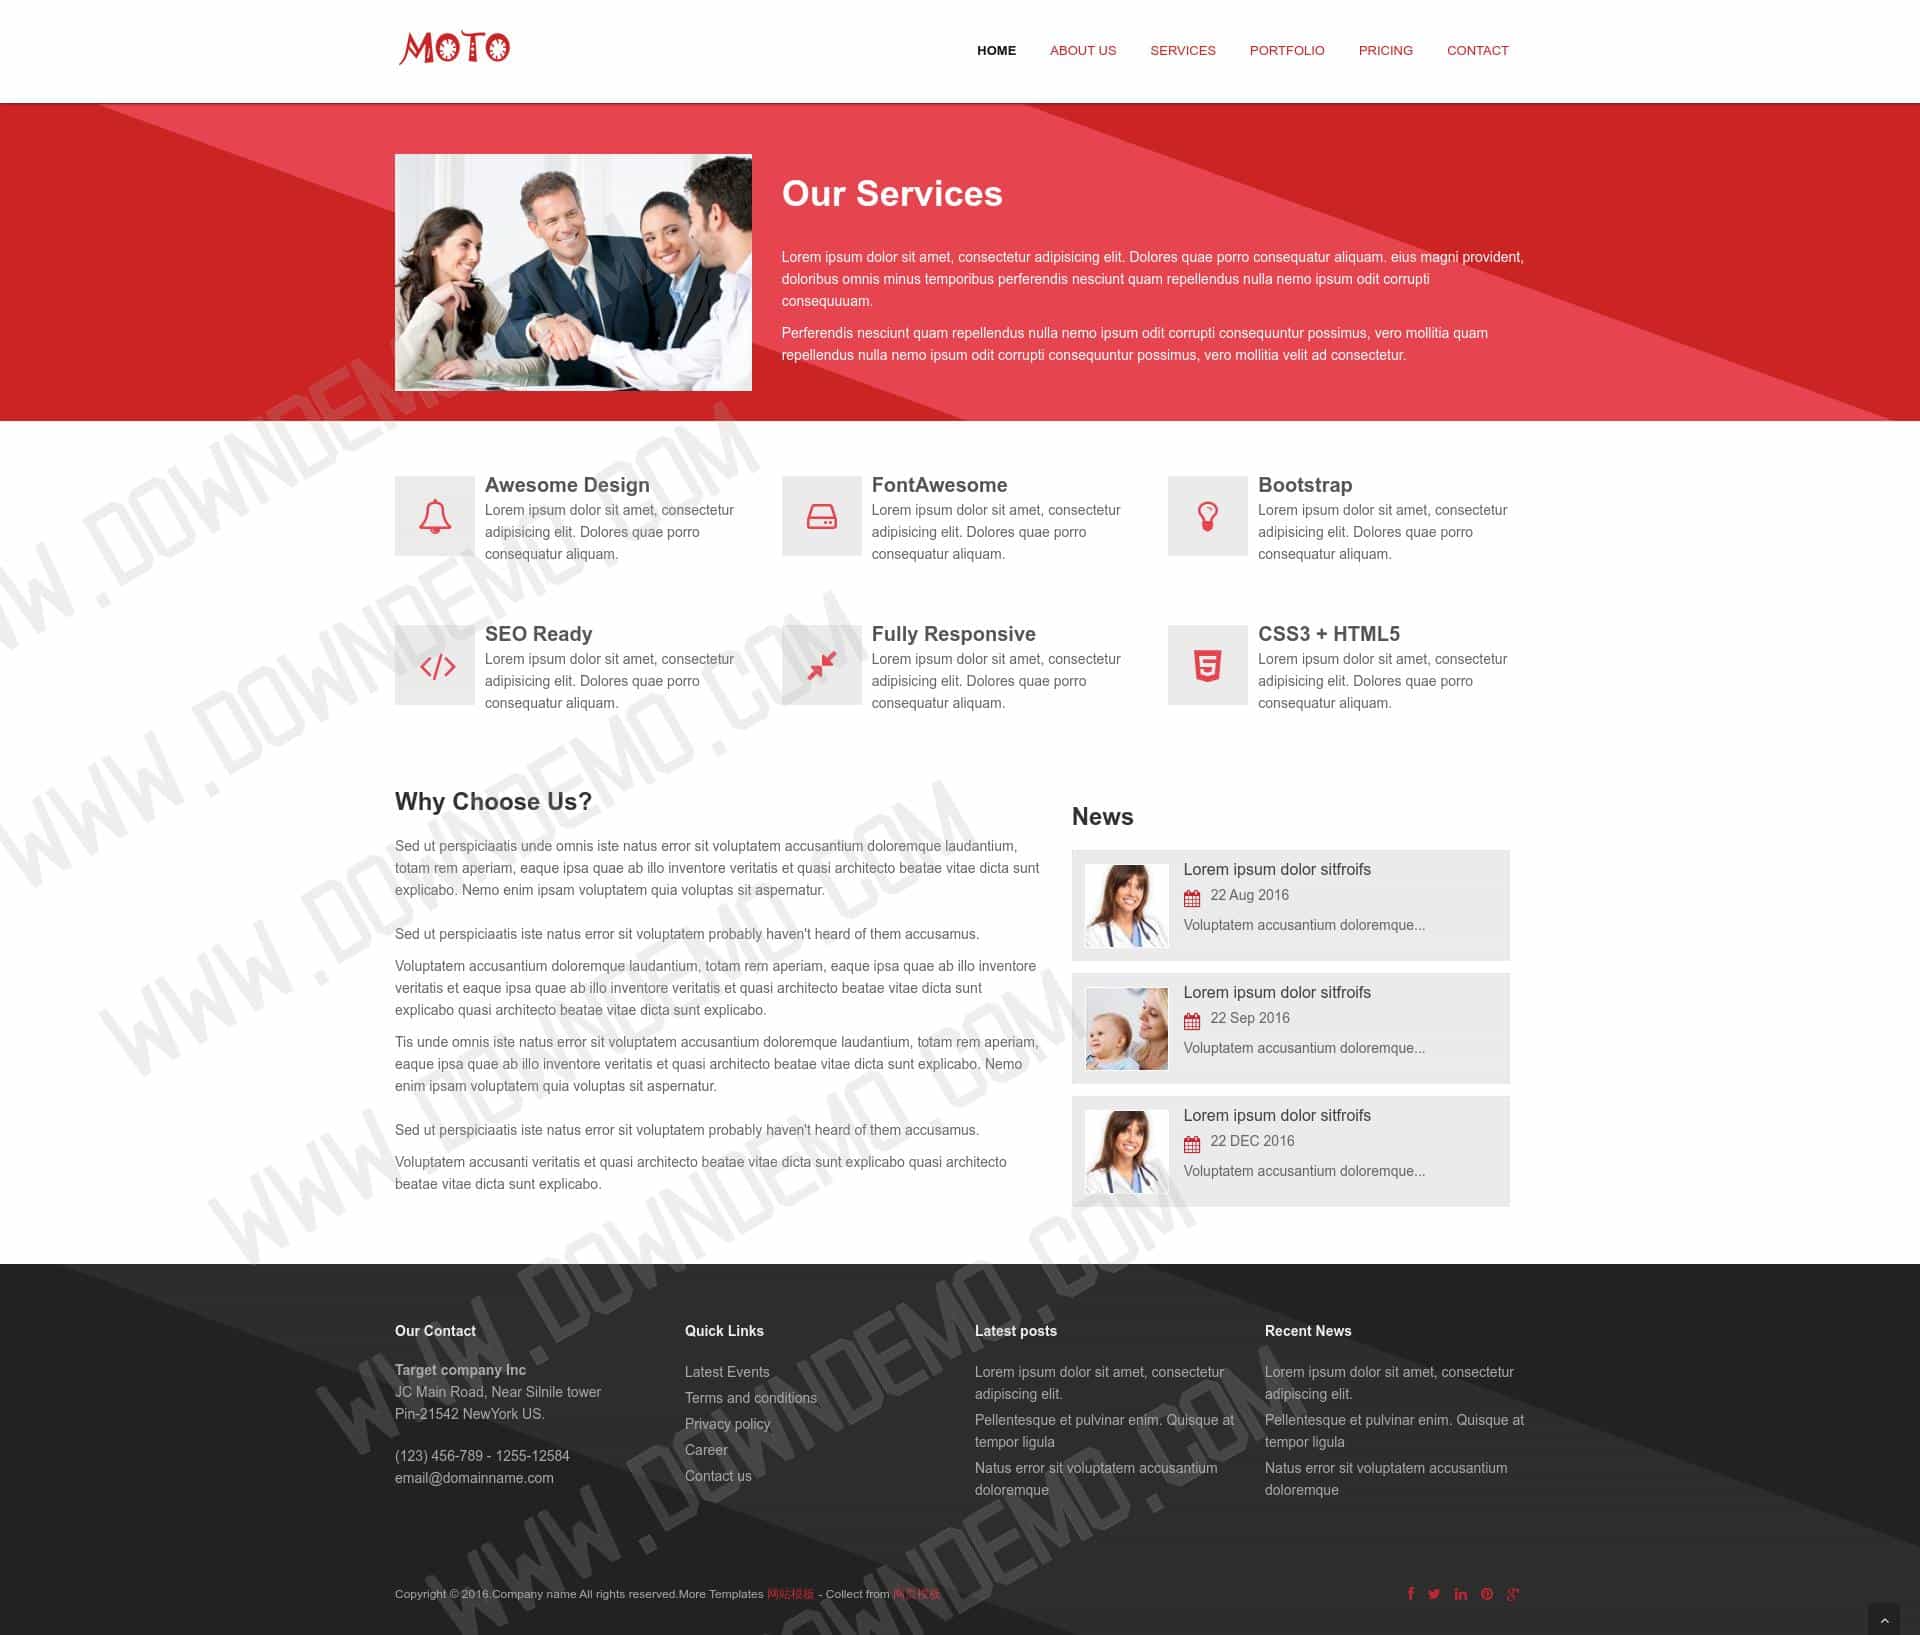 MOTO
HOME ABOUT US SERVICES PORTFOLIO PRICING CONTACT
Our Services
Lorem ipsum dolor sit amet, consectetur adipisicing elit. Dolores quae porro consequatur aliquam. eius magni provident,
doloribus omnis minus temporibus perferendis nesciunt quam repellendus nulla nemo ipsum odit corrupti
consequuuam.
Perferendis nesciunt quam repellendus nulla nemo ipsum odit corrupti consequuntur possimus, vero mollitia quam
repellendus nulla nemo ipsum odit corrupti consequuntur possimus, vero mollitia velit ad consectetur.
Awesome Design
Lorem ipsum dolor sit amet, consectetur
adipisicing elit. Dolores quae porro
consequatur aliquam.
FontAwesome
Lorem ipsum dolor sit amet, consectetur
adipisicing elit. Dolores quae porro
consequatur aliquam.
Bootstrap
Lorem ipsum dolor sit amet, consectetur
adipisicing elit. Dolores quae porro
consequatur aliquam.
SEO Ready
Lorem ipsum dolor sit amet, consectetur
adipisicing elit. Dolores quae porro
consequatur aliquam.
Fully Responsive
Lorem ipsum dolor sit amet, consectetur
adipisicing elit. Dolores quae porro
consequatur aliquam.
CSS3 + HTML5
Lorem ipsum dolor sit amet, consectetur
adipisicing elit. Dolores quae porro
consequatur aliquam.
Why Choose Us?
Sed ut perspiciaatis unde omnis iste natus error sit voluptatem accusantium doloremque laudantium,
totam rem aperiam, eaque ipsa quae ab illo inventore veritatis et quasi architecto beatae vitae dicta sunt
explicabo. Nemo enim ipsam voluptatem quia voluptas sit aspernatur.
Sed ut perspiciaatis iste natus error sit voluptatem probably haven't heard of them accusamus.
Voluptatem accusantium doloremque laudantium, totam rem aperiam, eaque ipsa quae ab illo inventore
veritatis et eaque ipsa quae ab illo inventore veritatis et quasi architecto beatae vitae dicta sunt
explicabo quasi architecto beatae vitae dicta sunt explicabo.
Tis unde omnis iste natus error sit voluptatem accusantium doloremque laudantium, totam rem aperiam,
eaque ipsa quae ab illo inventore veritatis et quasi architecto beatae vitae dicta sunt explicabo. Nemo
enim ipsam voluptatem quia voluptas sit aspernatur.
Sed ut perspiciaatis iste natus error sit voluptatem probably haven't heard of them accusamus.
Voluptatem accusanti veritatis et quasi architecto beatae vitae dicta sunt explicabo quasi architecto
beatae vitae dicta sunt explicabo.
News
Lorem ipsum dolor sitfroifs
22 Aug 2016
Voluptatem accusantium doloremque...
Lorem ipsum dolor sitfroifs
22 Sep 2016
Voluptatem accusantium doloremque...
Lorem ipsum dolor sitfroifs
22 DEC 2016
Voluptatem accusantium doloremque...
Our Contact
Target company Inc
JC Main Road, Near Silnile tower
Pin-21542 NewYork US.
(123) 456-789 - 1255-12584
email@domainname.com
Quick Links
Latest Events
Terms and conditions
Privacy policy
Career
Contact us
Latest posts
Lorem ipsum dolor sit amet, consectetur
adipiscing elit.
Pellentesque et pulvinar enim. Quisque at
tempor ligula
Natus error sit voluptatem accusantium
doloremque
Recent News
Lorem ipsum dolor sit amet, consectetur
adipiscing elit.
Pellentesque et pulvinar enim. Quisque at
tempor ligula
Natus error sit voluptatem accusantium
doloremque
Copyright © 2016.Company name All rights reserved.More Templates 网站模板 - Collect from 网页模板
WWW.DOWNDEMO.COM
WWW.DOWNDEMO.COM
WWW.DOWNDEMO.COM
WWW.DOWNDEMO.COM
WWW.DOWNDEMO.COM
WWW.DOWNDEMO.COM